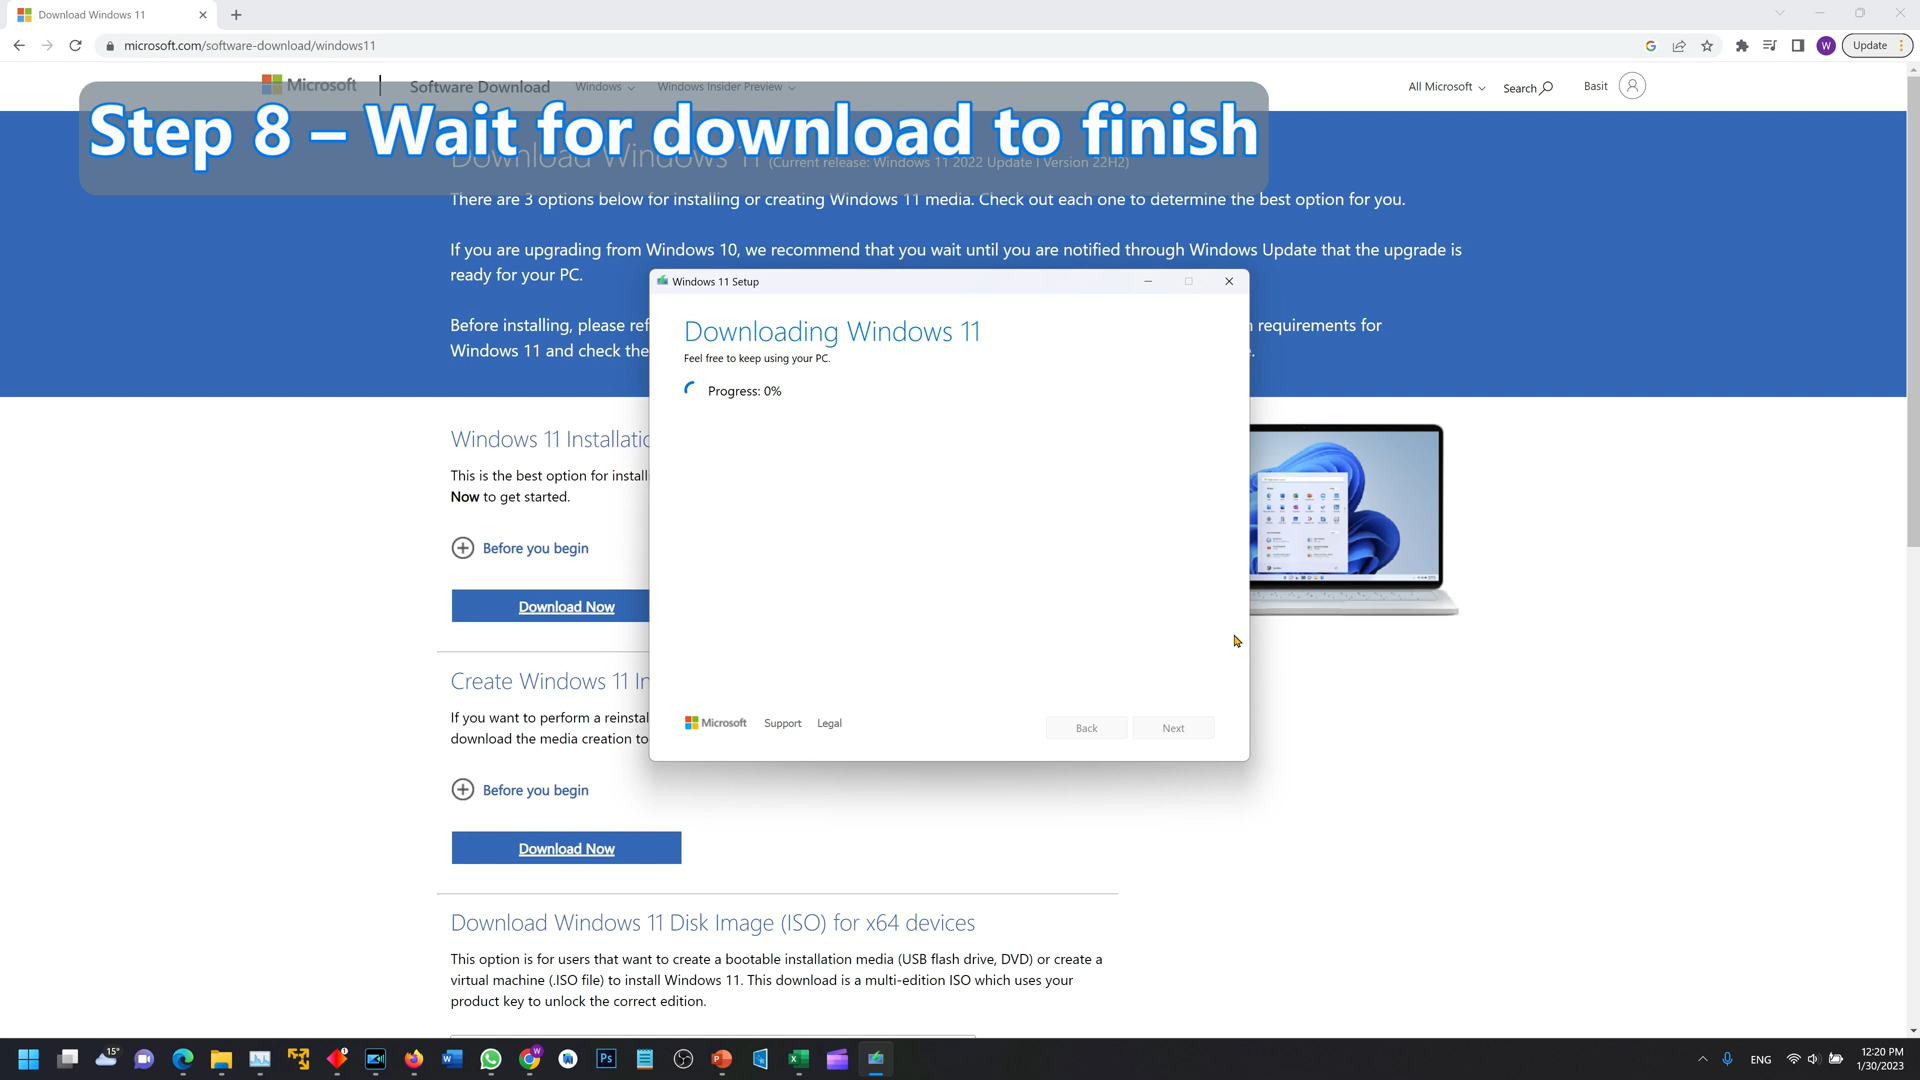 Download Windows 11
microsoft.com/software-download/windows11
W
Update
Microsoft
Software Download
Windows
Windows Insider Preview
All Microsoft
Search
Basit
Step 8 – Wait for download to finish
Download Windows 11 (Current release: Windows 11 2022 Update | Version 22H2)
There are 3 options below for installing or creating Windows 11 media. Check out each one to determine the best option for you.
If you are upgrading from Windows 10, we recommend that you wait until you are notified through Windows Update that the upgrade is
ready for your PC.
Before installing, please ref
requirements for
Windows 11 and check the
Windows 11 Setup
Downloading Windows 11
Feel free to keep using your PC.
Progress: 0%
Microsoft
Support
Legal
Back
Next
Windows 11 Installatio
This is the best option for install
Now to get started.
Before you begin
Download Now
Create Windows 11 In
If you want to perform a reinstal
download the media creation to
Before you begin
Download Now
Download Windows 11 Disk Image (ISO) for x64 devices
This option is for users that want to create a bootable installation media (USB flash drive, DVD) or create a
virtual machine (.ISO file) to install Windows 11. This download is a multi-edition ISO which uses your
product key to unlock the correct edition.
15°
Ps
ENG
12:20 PM
1/30/2023